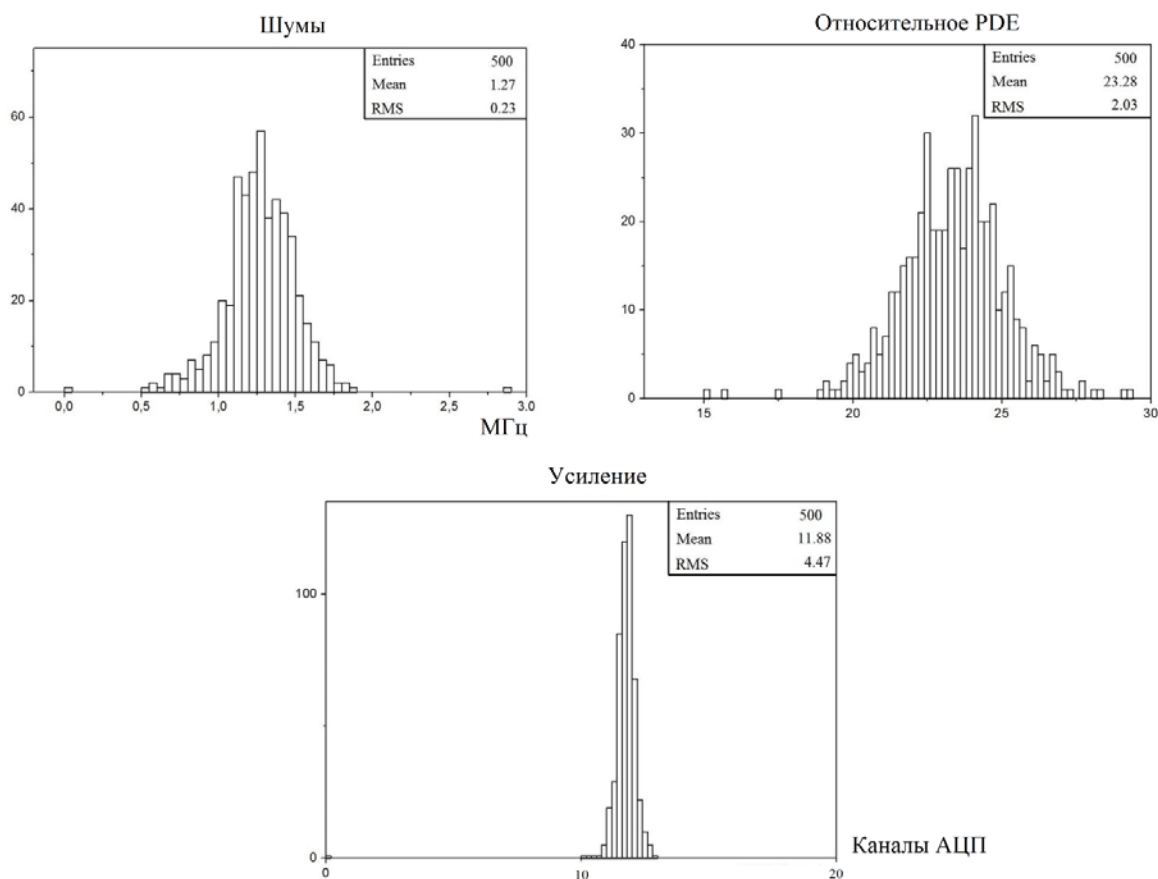 Шумы
Entries 500
Mean 1.27
RMS 0.23
60
40
20
0
0,0 0,5 1,0 1,5 2,0 2,5 3.0
МГц
Относительное PDE
40
Entries 500
Mean 23.28
RMS 2.03
30
20
10
0
15 20 25 30
Усиление
Entries 500
Mean 11.88
RMS 4.47
100
0
0 10 20
Каналы АЦП